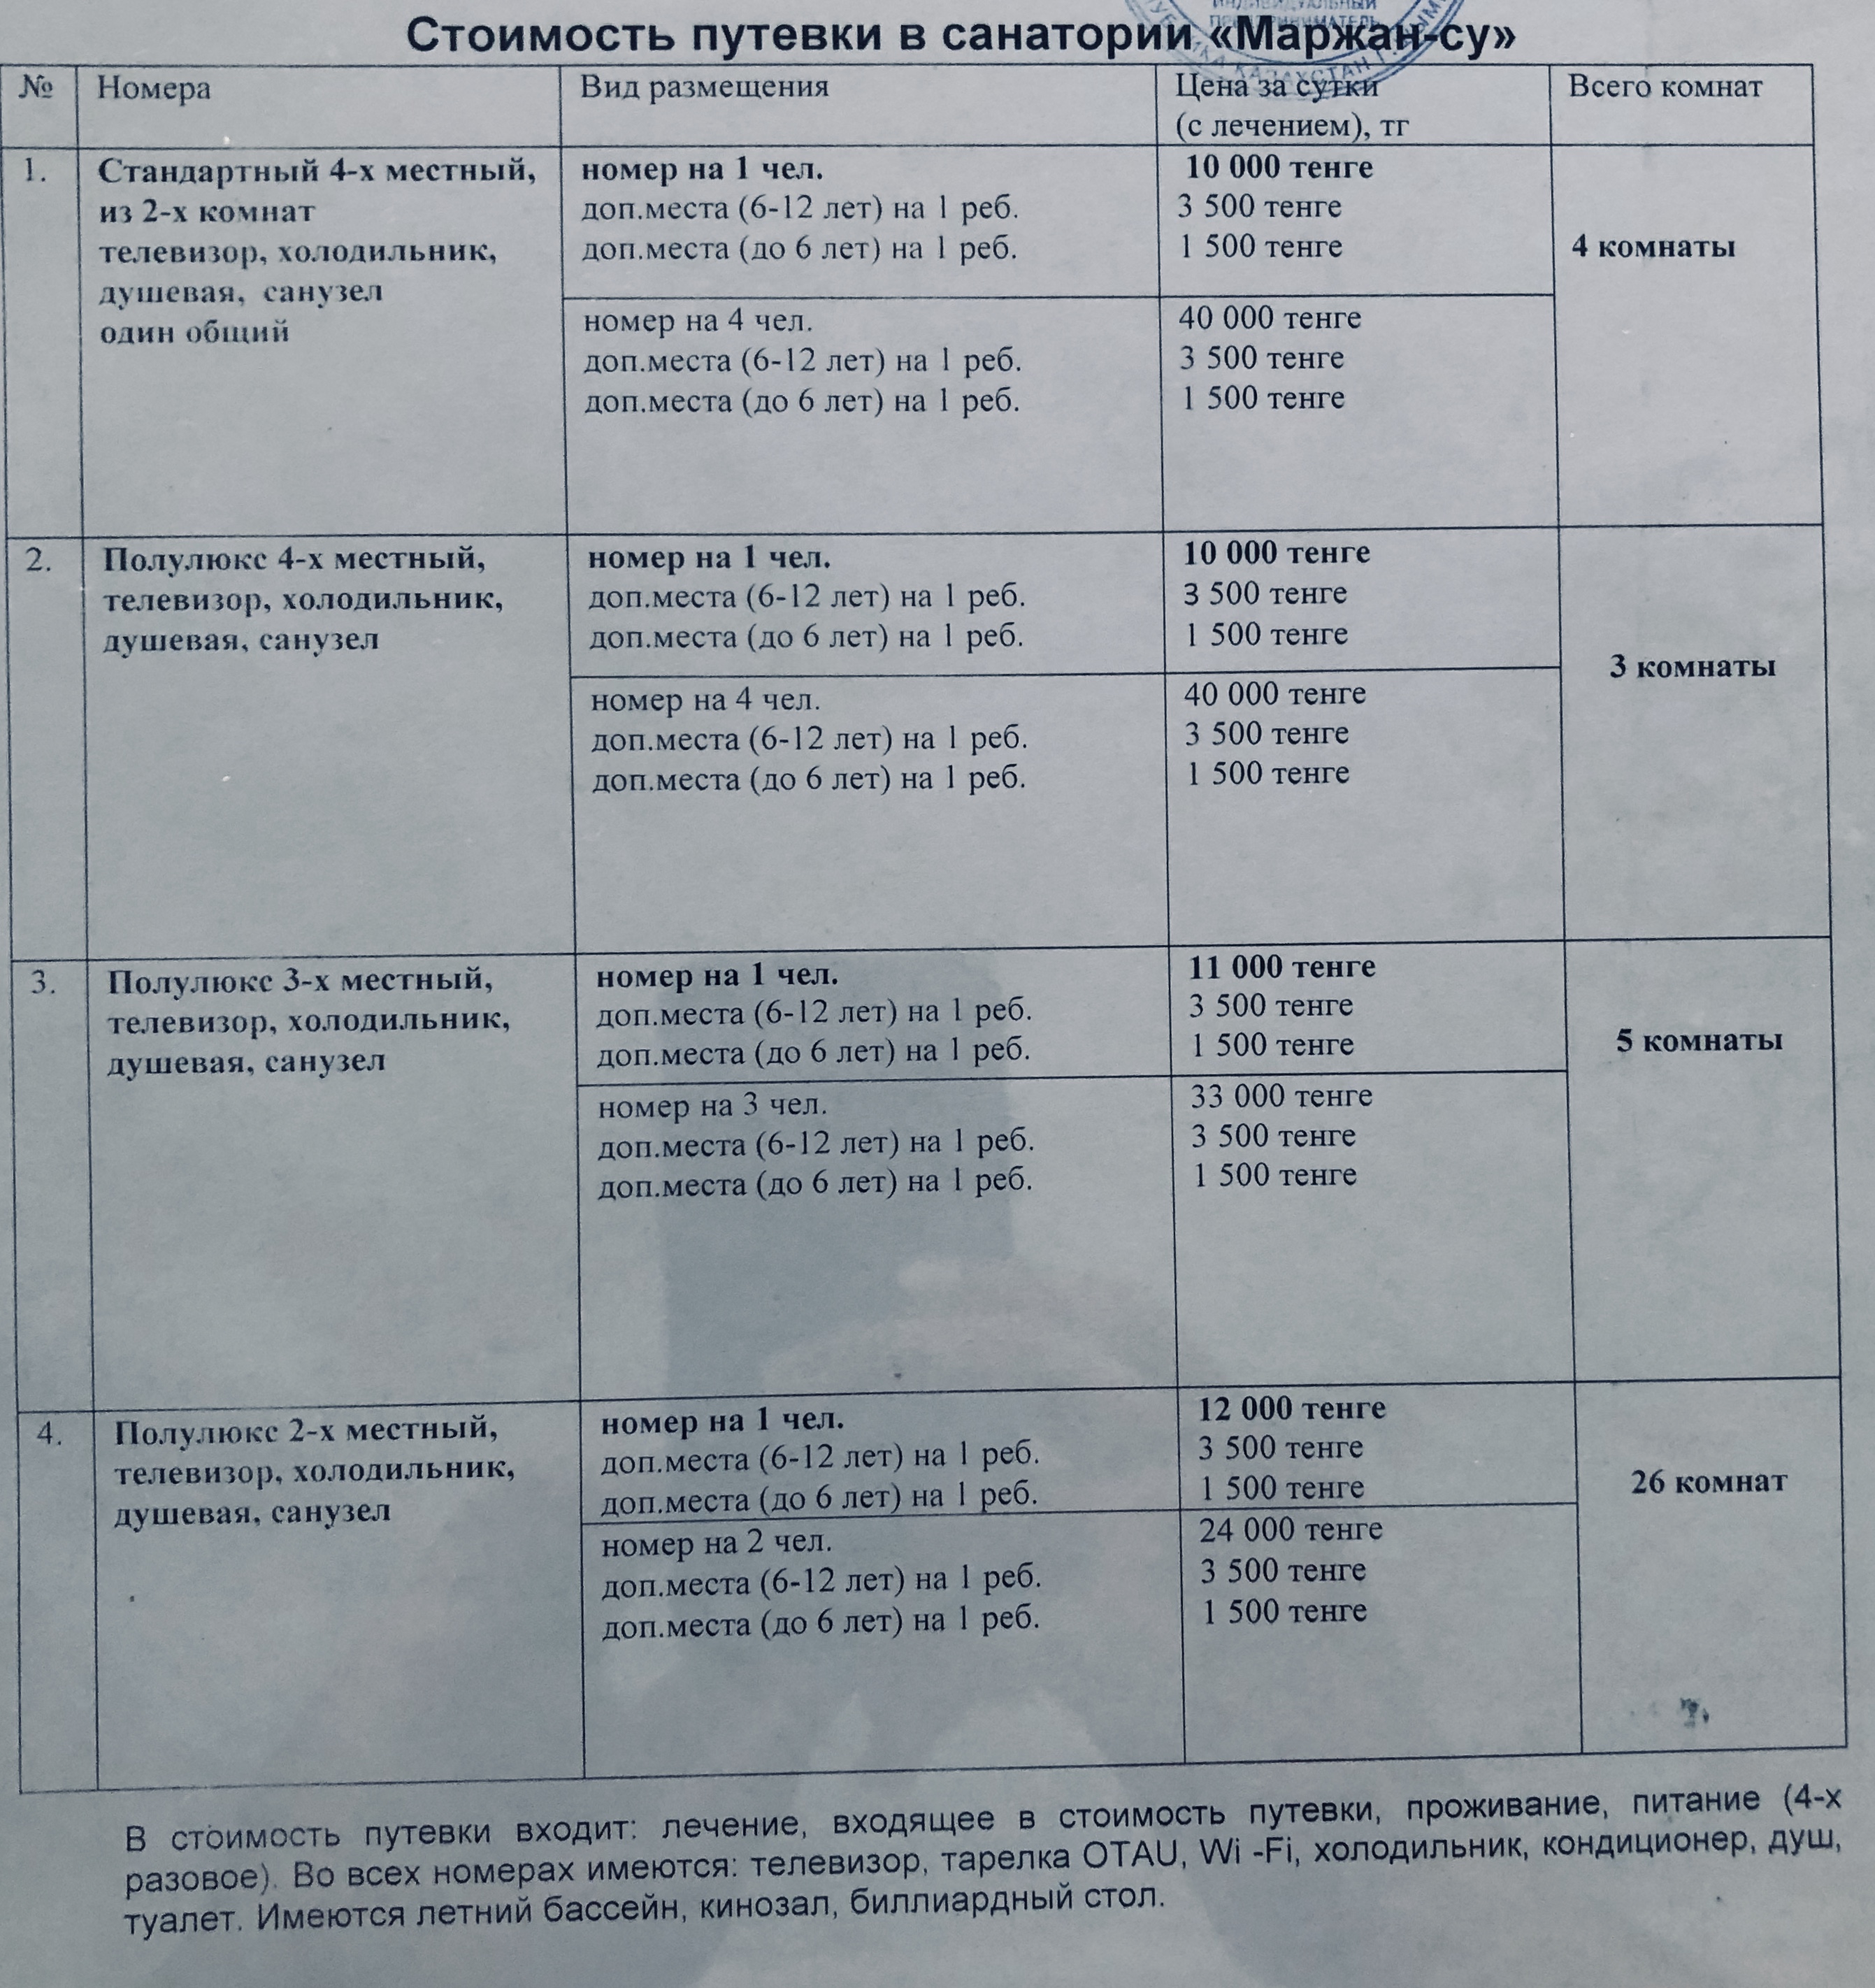 ИНДИВИДУАЛЬНЫЙ
ПРЕДПРИНИМАТЕЛЬ
КАЗАХСТАН
Стоимость путевки в санатории «Маржан-су»
№ Номера Вид размещения Цена за сутки Всего комнат
(с лечением), тг
1. Стандартный 4-х местный, номер на 1 чел. 10 000 тенге
из 2-х комнат доп.места (6-12 лет) на 1 реб. 3 500 тенге
телевизор, холодильник, доп.места (до 6 лет) на 1 реб. 1 500 тенге 4 комнаты
душевая, санузел
один общий номер на 4 чел. 40 000 тенге
доп.места (6-12 лет) на 1 реб. 3 500 тенге
доп.места (до 6 лет) на 1 реб. 1 500 тенге
2. Полулюкс 4-х местный, номер на 1 чел. 10 000 тенге
телевизор, холодильник, доп.места (6-12 лет) на 1 реб. 3 500 тенге
душевая, санузел доп.места (до 6 лет) на 1 реб. 1 500 тенге
3 комнаты
номер на 4 чел. 40 000 тенге
доп.места (6-12 лет) на 1 реб. 3 500 тенге
доп.места (до 6 лет) на 1 реб. 1 500 тенге
3. Полулюкс 3-х местный, номер на 1 чел. 11 000 тенге
телевизор, холодильник, доп.места (6-12 лет) на 1 реб. 3 500 тенге
душевая, санузел доп.места (до 6 лет) на 1 реб. 1 500 тенге 5 комнаты
номер на 3 чел. 33 000 тенге
доп.места (6-12 лет) на 1 реб. 3 500 тенге
доп.места (до 6 лет) на 1 реб. 1 500 тенге
4. Полулюкс 2-х местный, номер на 1 чел. 12 000 тенге
телевизор, холодильник, доп.места (6-12 лет) на 1 реб. 3 500 тенге
душевая, санузел доп.места (до 6 лет) на 1 реб. 1 500 тенге 26 комнат
номер на 2 чел. 24 000 тенге
доп.места (6-12 лет) на 1 реб. 3 500 тенге
доп.места (до 6 лет) на 1 реб. 1 500 тенге
В стоимость путевки входит: лечение, входящее в стоимость путевки, проживание, питание (4-х
разовое). Во всех номерах имеются: телевизор, тарелка OTAU, Wi -Fi, холодильник, кондиционер, душ,
туалет. Имеются летний бассейн, кинозал, биллиардный стол.